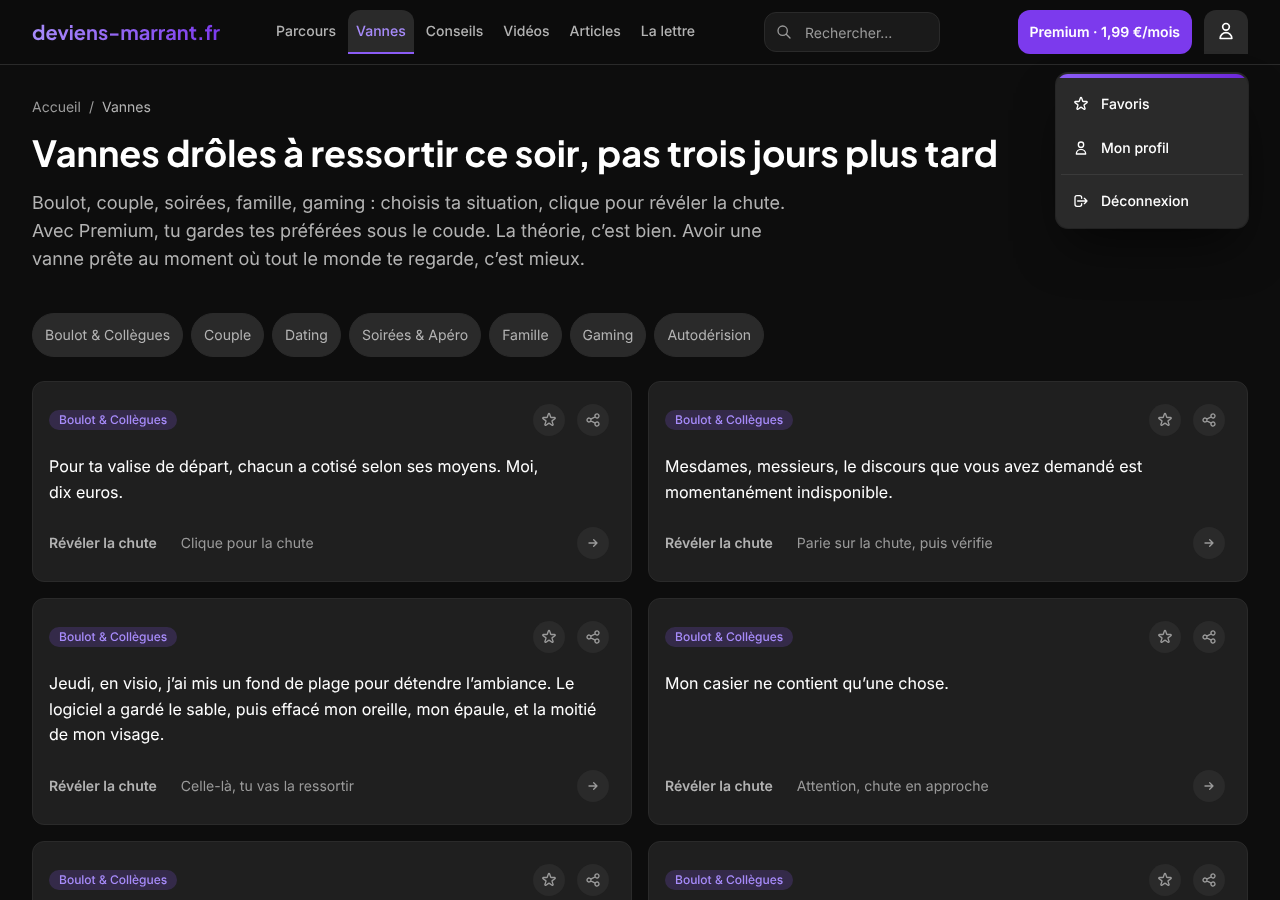 deviens-marrant.fr
Parcours
Vannes
Conseils
Vidéos
Articles
La lettre
Rechercher...
Premium · 1,99 €/mois
Favoris
Mon profil
Déconnexion
Accueil / Vannes
Vannes drôles à ressortir ce soir, pas trois jours plus tard
Boulot, couple, soirées, famille, gaming : choisis ta situation, clique pour révéler la chute.
Avec Premium, tu gardes tes préférées sous le coude. La théorie, c’est bien. Avoir une
vanne prête au moment où tout le monde te regarde, c’est mieux.
Boulot & Collègues
Couple
Dating
Soirées & Apéro
Famille
Gaming
Autodérision
Boulot & Collègues
Pour ta valise de départ, chacun a cotisé selon ses moyens. Moi,
dix euros.
Révéler la chute
Clique pour la chute
Boulot & Collègues
Mesdames, messieurs, le discours que vous avez demandé est
momentanément indisponible.
Révéler la chute
Parie sur la chute, puis vérifie
Boulot & Collègues
Jeudi, en visio, j’ai mis un fond de plage pour détendre l’ambiance. Le
logiciel a gardé le sable, puis effacé mon oreille, mon épaule, et la moitié
de mon visage.
Révéler la chute
Celle-là, tu vas la ressortir
Boulot & Collègues
Mon casier ne contient qu’une chose.
Révéler la chute
Attention, chute en approche
Boulot & Collègues
Boulot & Collègues